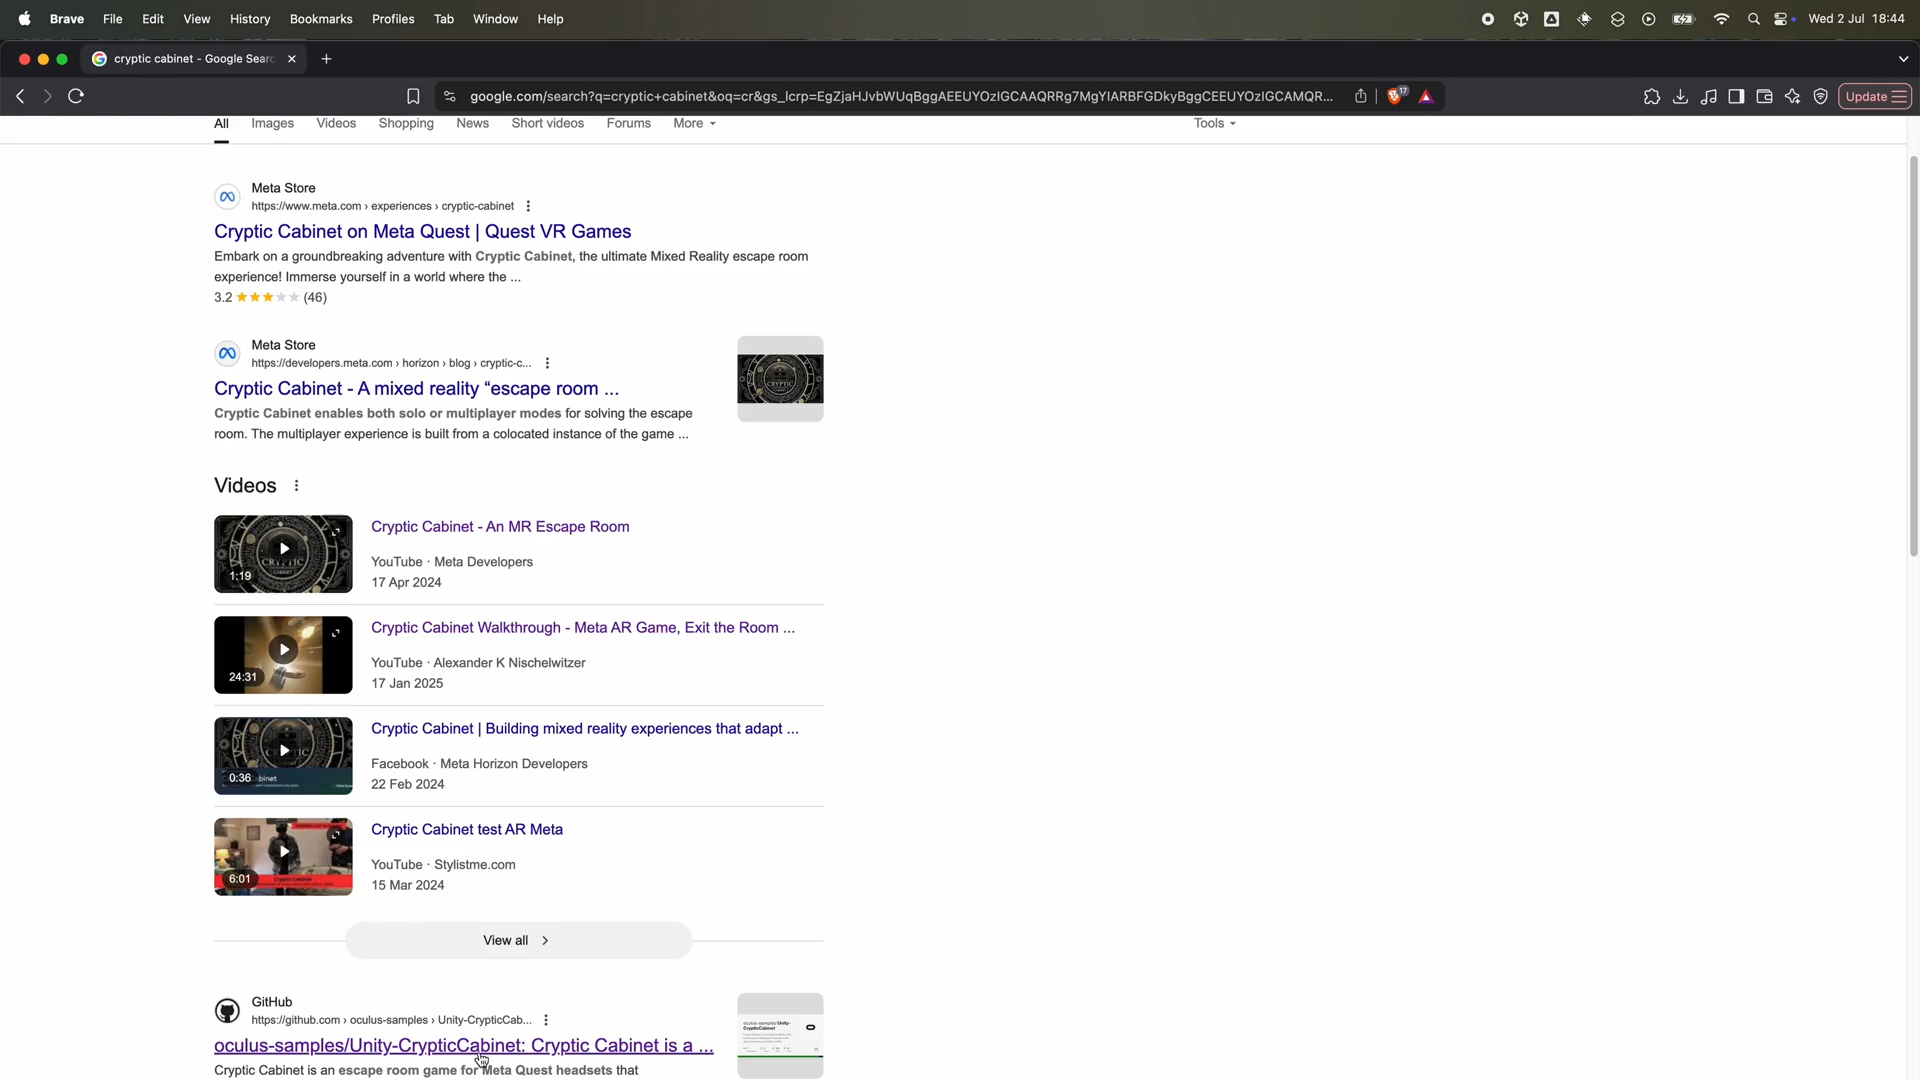 Brave File Edit View History Bookmarks Profiles Tab Window Help Wed 2 Jul 18:44
cryptic cabinet - Google Sear
google.com/search?q=cryptic+cabinet&oq=cr&gs_lcrp=EgZjaHJvbWUqBggAEEUYOzIGCAAQRRg7MgYIARBFGDkyBggCEEUYOzIGCAMQR... 17 Update
All Images Videos Shopping News Short videos Forums More Tools
Meta Store
https://www.meta.com › experiences › cryptic-cabinet
Cryptic Cabinet on Meta Quest | Quest VR Games
Embark on a groundbreaking adventure with Cryptic Cabinet, the ultimate Mixed Reality escape room
experience! Immerse yourself in a world where the ...
3.2 (46)
Meta Store
https://developers.meta.com › horizon › blog › cryptic-c...
Cryptic Cabinet - A mixed reality “escape room ...
Cryptic Cabinet enables both solo or multiplayer modes for solving the escape
room. The multiplayer experience is built from a colocated instance of the game ...
CRYPTIC
Videos
Cryptic Cabinet - An MR Escape Room
YouTube · Meta Developers
17 Apr 2024
CRYPTIC
1:19
Cryptic Cabinet Walkthrough - Meta AR Game, Exit the Room ...
YouTube · Alexander K Nischelwitzer
17 Jan 2025
24:31
Cryptic Cabinet | Building mixed reality experiences that adapt ...
Facebook · Meta Horizon Developers
22 Feb 2024
0:36
Cryptic Cabinet test AR Meta
YouTube · Stylistme.com
15 Mar 2024
6:01
View all
GitHub
https://github.com › oculus-samples › Unity-CrypticCab...
oculus-samples/Unity-CrypticCabinet: Cryptic Cabinet is a ...
Cryptic Cabinet is an escape room game for Meta Quest headsets that